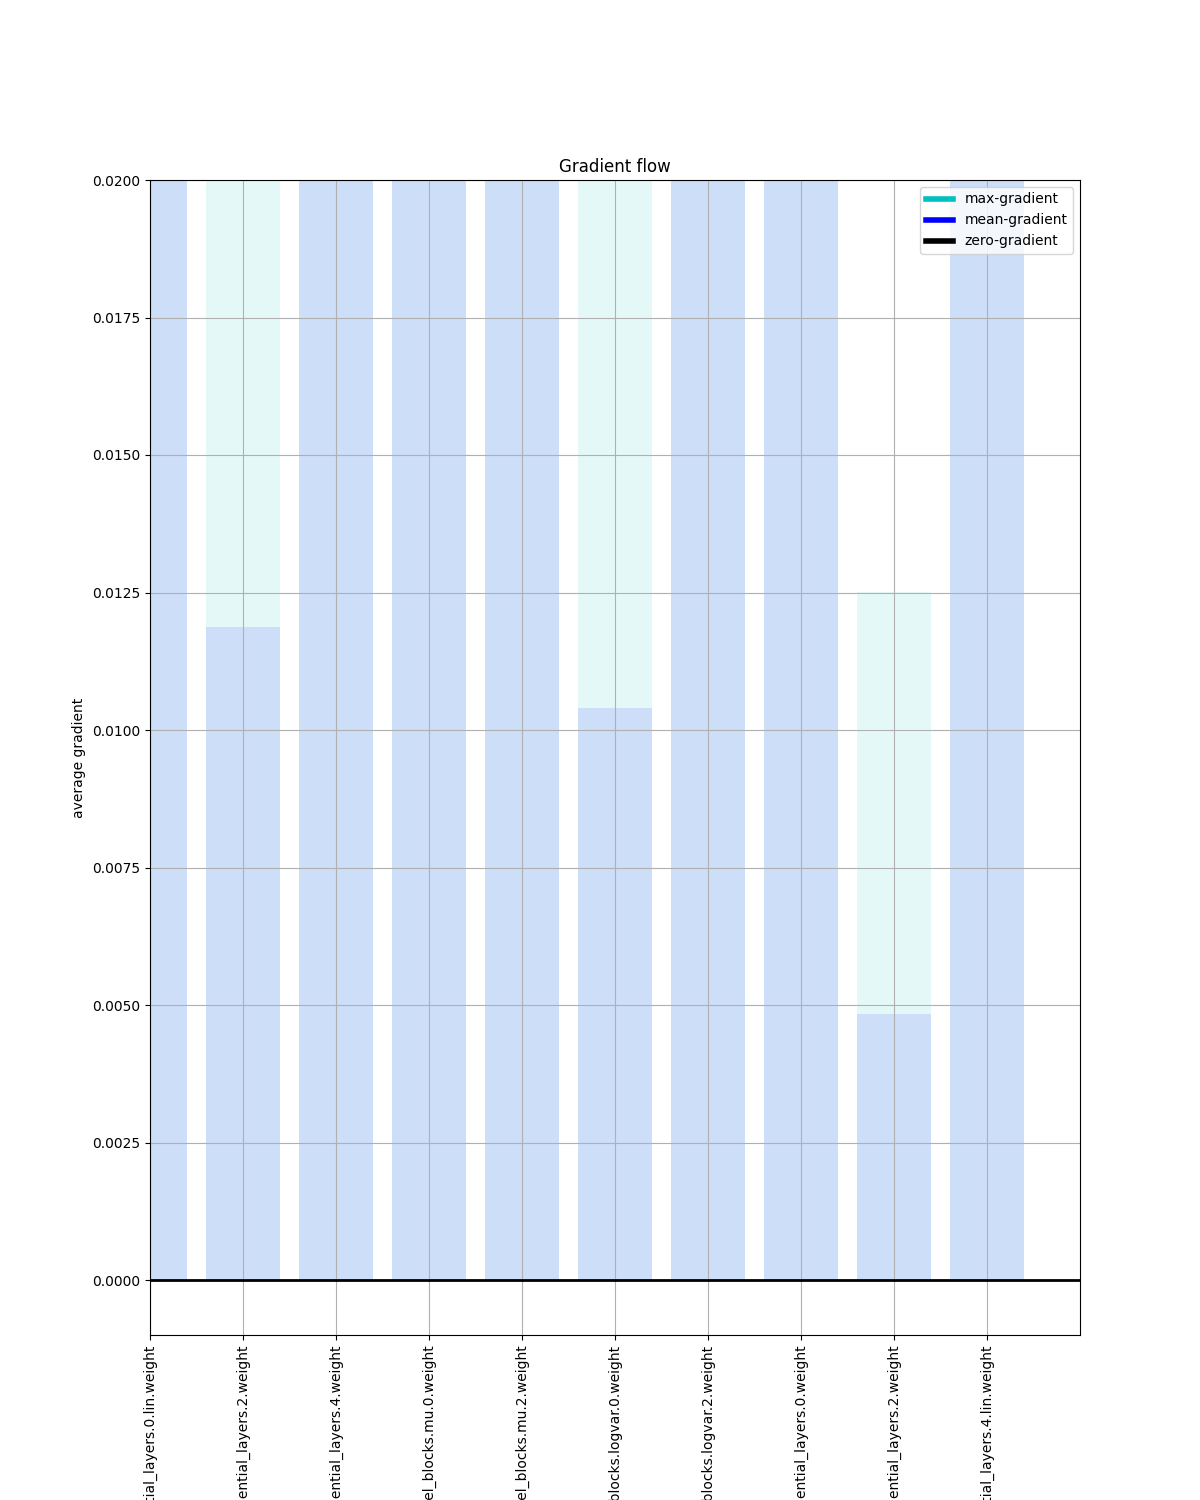 Gradient flow
max-gradient
mean-gradient
zero-gradient
0.0200
0.0175
0.0150
0.0125
0.0100
0.0075
0.0050
0.0025
0.0000
average gradient
tial_layers.0.lin.weight
ential_layers.2.weight
ential_layers.4.weight
el_blocks.mu.0.weight
el_blocks.mu.2.weight
blocks.logvar.0.weight
blocks.logvar.2.weight
ential_layers.0.weight
ential_layers.2.weight
tial_layers.4.lin.weight